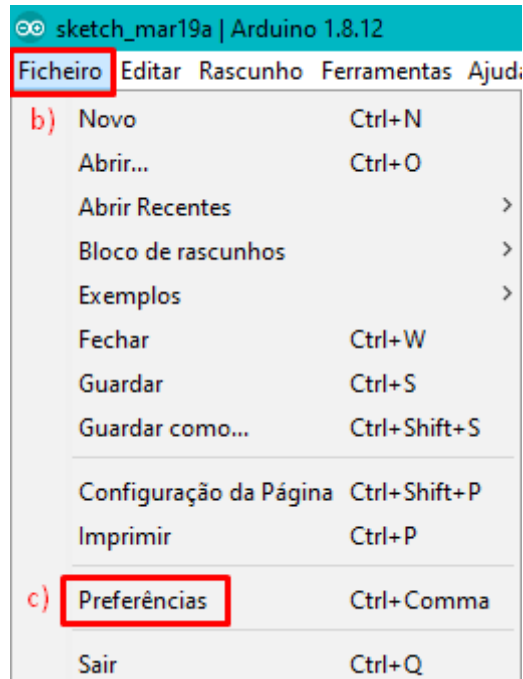 sketch_mar19a | Arduino 1.8.12
Ficheiro Editar Rascunho Ferramentas Ajuda
b) Novo Ctrl+N
Abrir... Ctrl+O
Abrir Recentes >
Bloco de rascunhos >
Exemplos >
Fechar Ctrl+W
Guardar Ctrl+S
Guardar como... Ctrl+Shift+S
Configuração da Página Ctrl+Shift+P
Imprimir Ctrl+P
c) Preferências Ctrl+Comma
Sair Ctrl+Q